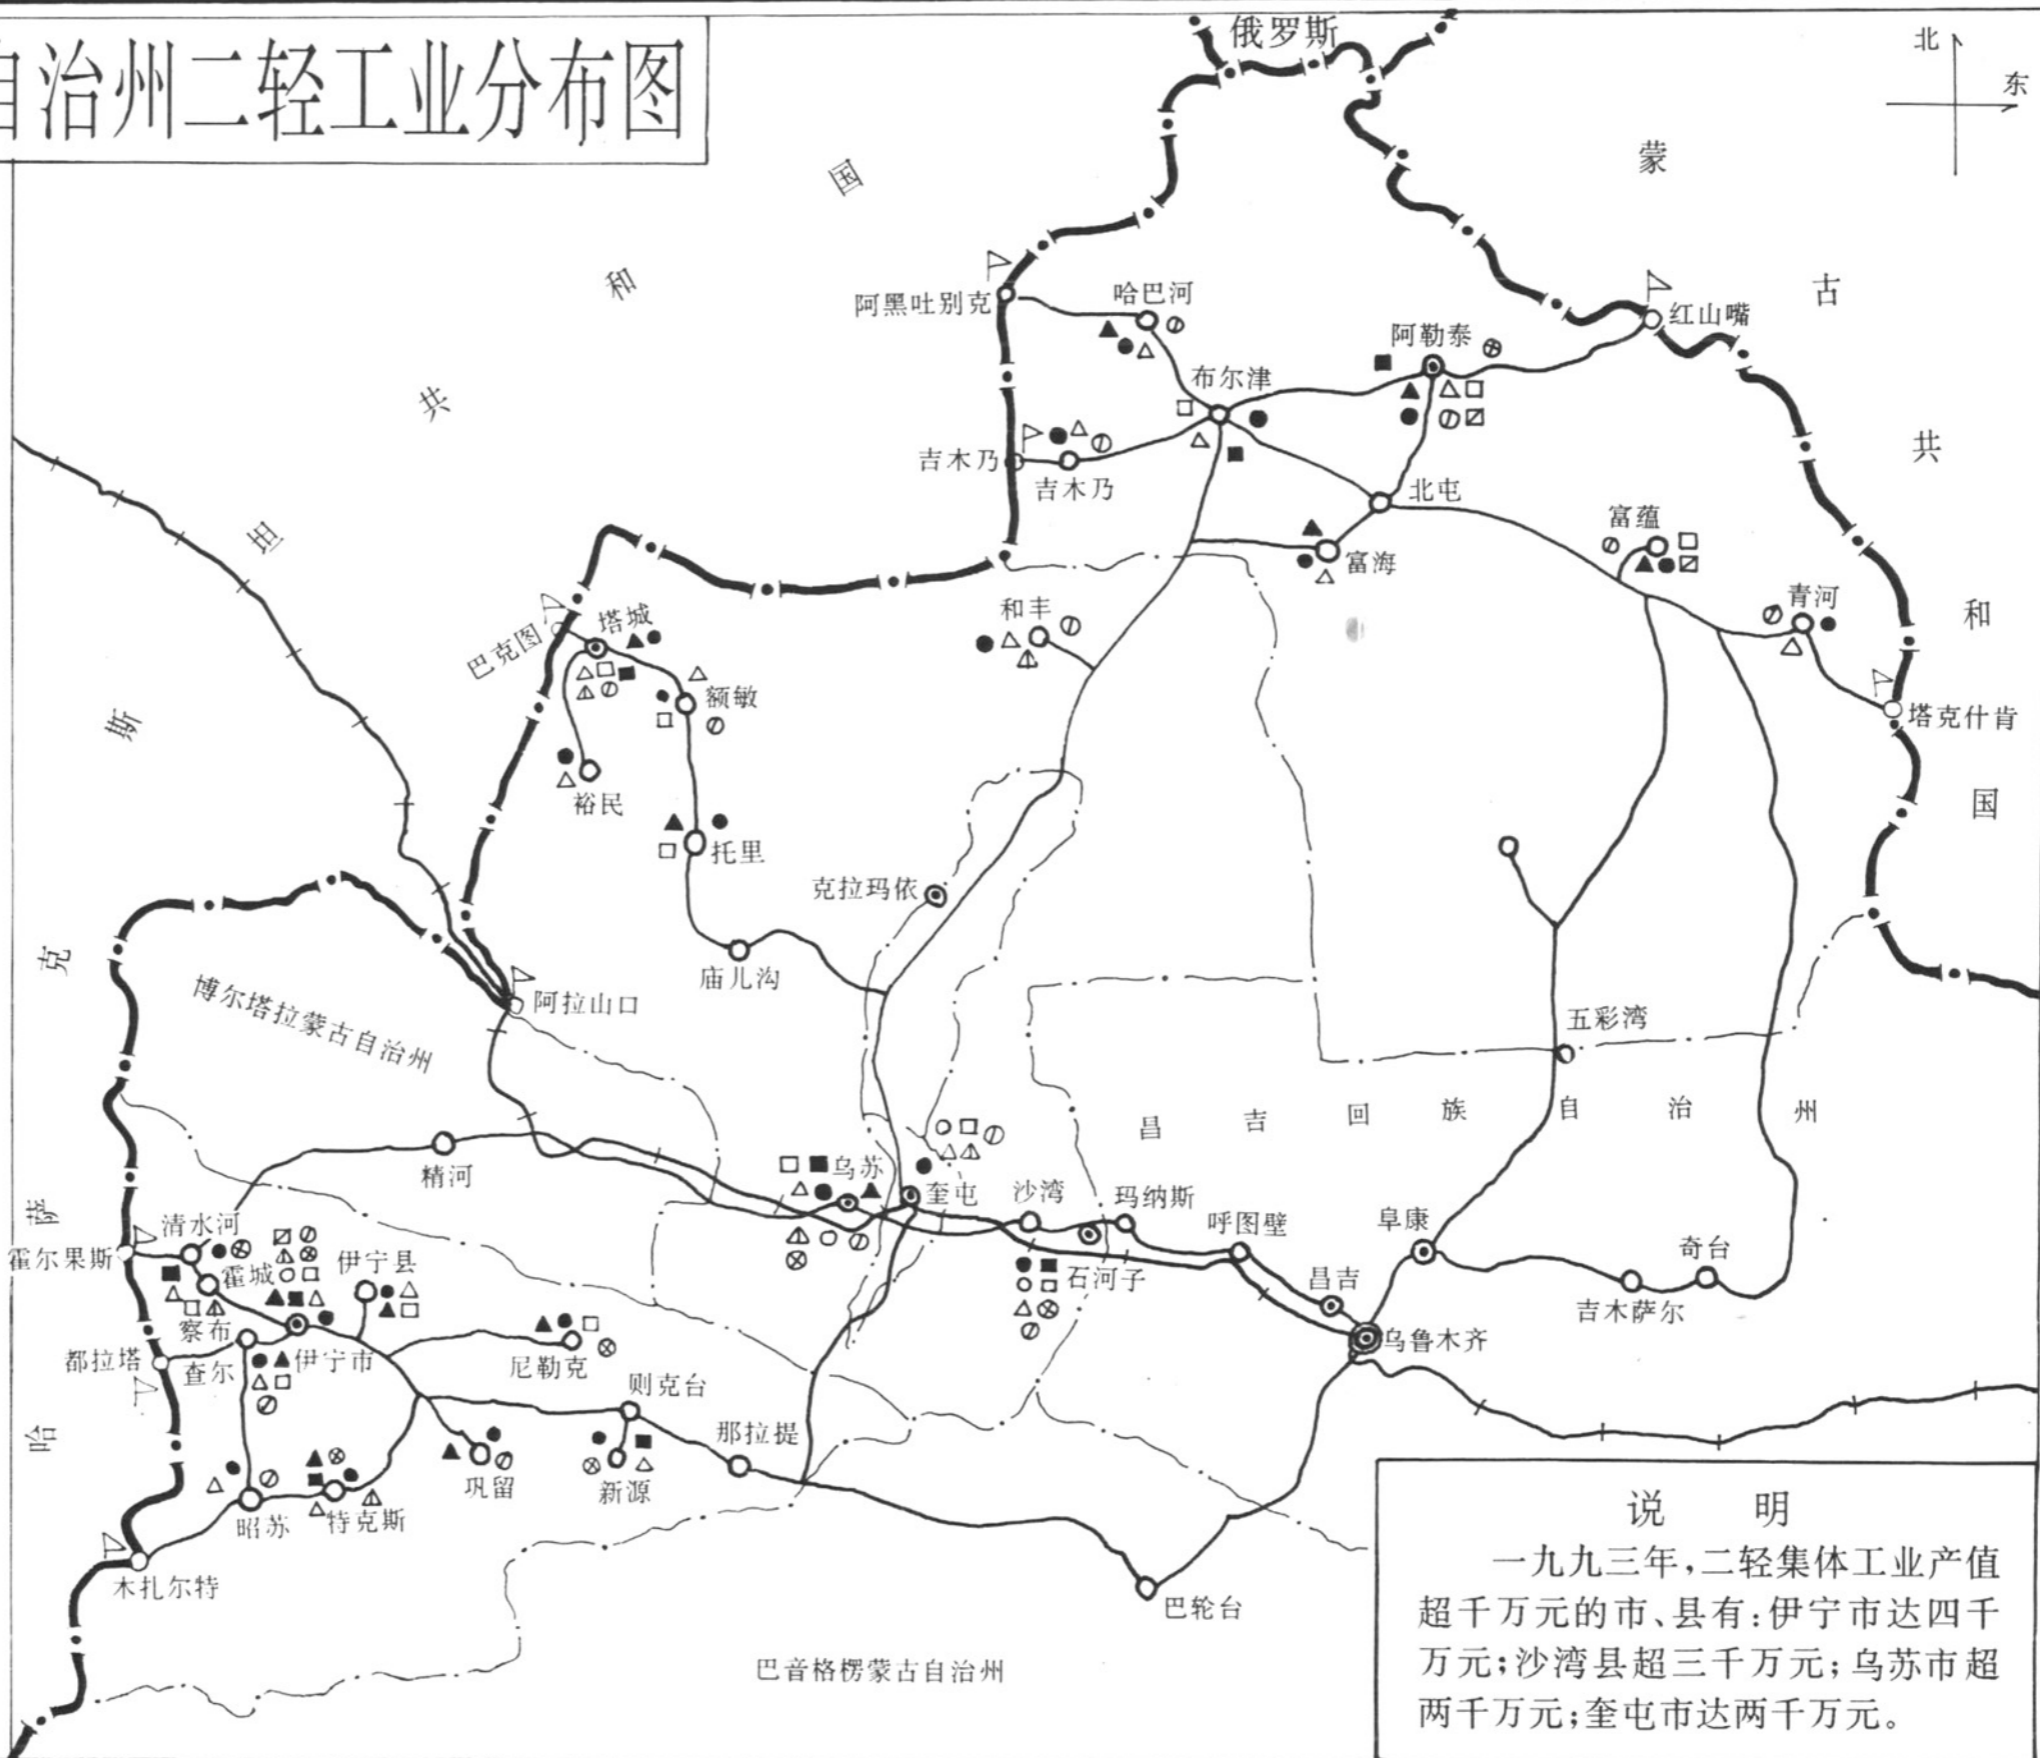 自治州二轻工业分布图
北
东
俄罗斯
蒙
古
共
和
国
国
和
共
坦
斯
克
萨
哈
阿黑吐别克
哈巴河
阿勒泰
红山嘴
布尔津
吉木乃
吉木乃
北屯
富蕴
富海
青河
塔克什肯
和丰
塔城
巴克图
额敏
裕民
托里
克拉玛依
庙儿沟
阿拉山口
博尔塔拉蒙古自治州
五彩湾
昌吉回族自治州
精河
乌苏
奎屯
沙湾
玛纳斯
石河子
呼图壁
昌吉
阜康
吉木萨尔
奇台
乌鲁木齐
清水河
霍尔果斯
霍城
伊宁县
察布
查尔
都拉塔
伊宁市
尼勒克
则克台
那拉提
巩留
新源
昭苏
特克斯
木扎尔特
巴轮台
巴音格楞蒙古自治州
说明
一九九三年,二轻集体工业产值
超千万元的市、县有:伊宁市达四千
万元;沙湾县超三千万元;乌苏市超
两千万元;奎屯市达两千万元。